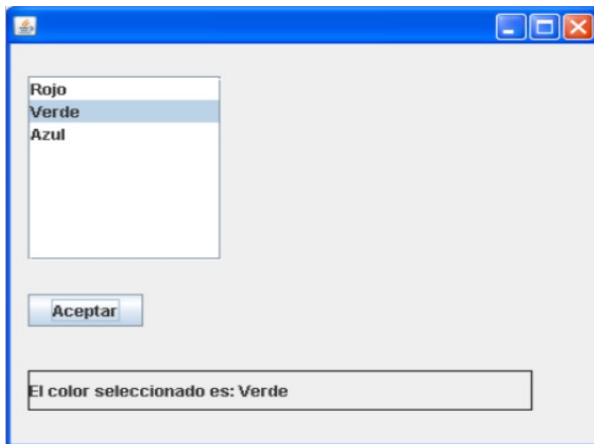 Rojo
Verde
Azul
Aceptar
El color seleccionado es: Verde